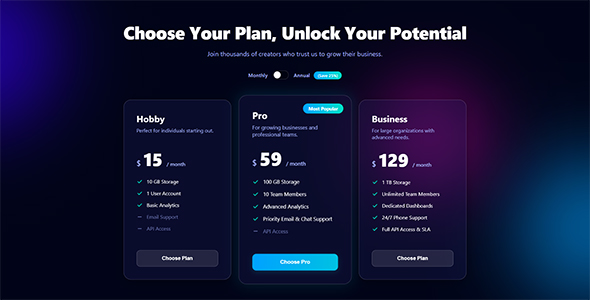 Choose Your Plan, Unlock Your Potential
Join thousands of creators who trust us to grow their business.
Monthly Annual (Save 15%)
Hobby
Perfect for individuals starting out.
$ 15 / month
10 GB Storage
1 User Account
Basic Analytics
Email Support
API Access
Choose Plan
Most Popular
Pro
For growing businesses and
professional teams.
$ 59 / month
100 GB Storage
10 Team Members
Advanced Analytics
Priority Email & Chat Support
API Access
Choose Pro
Business
For large organizations with
advanced needs.
$ 129 / month
1 TB Storage
Unlimited Team Members
Dedicated Dashboards
24/7 Phone Support
Full API Access & SLA
Choose Plan